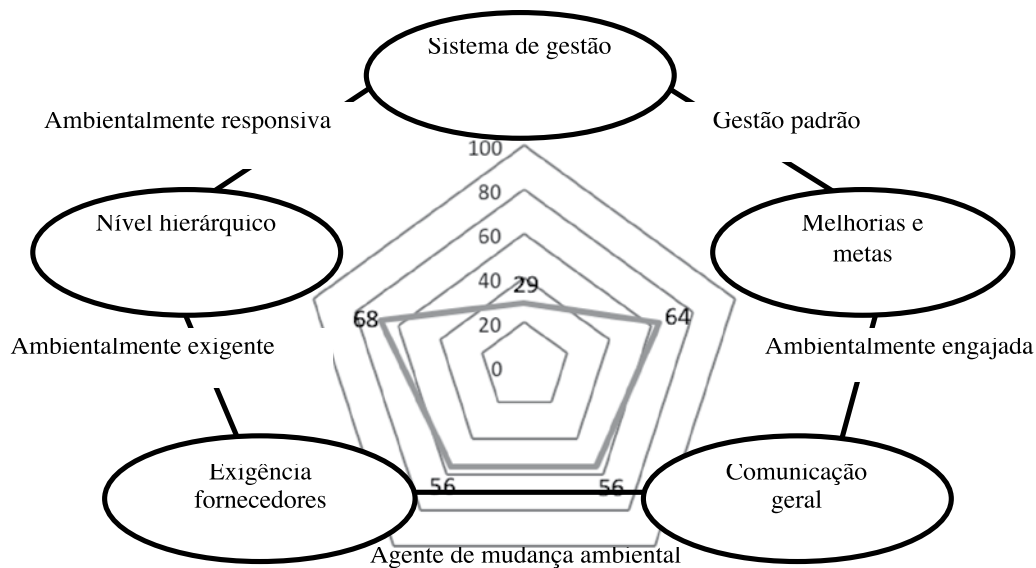 Sistema de gestão
Ambientalmente responsiva
Gestão padrão
100
80
60
40
20
0
29
68
64
56
56
Nível hierárquico
Melhorias e
metas
Ambientalmente exigente
Ambientalmente engajada
Exigência
fornecedores
Comunicação
geral
Agente de mudança ambiental